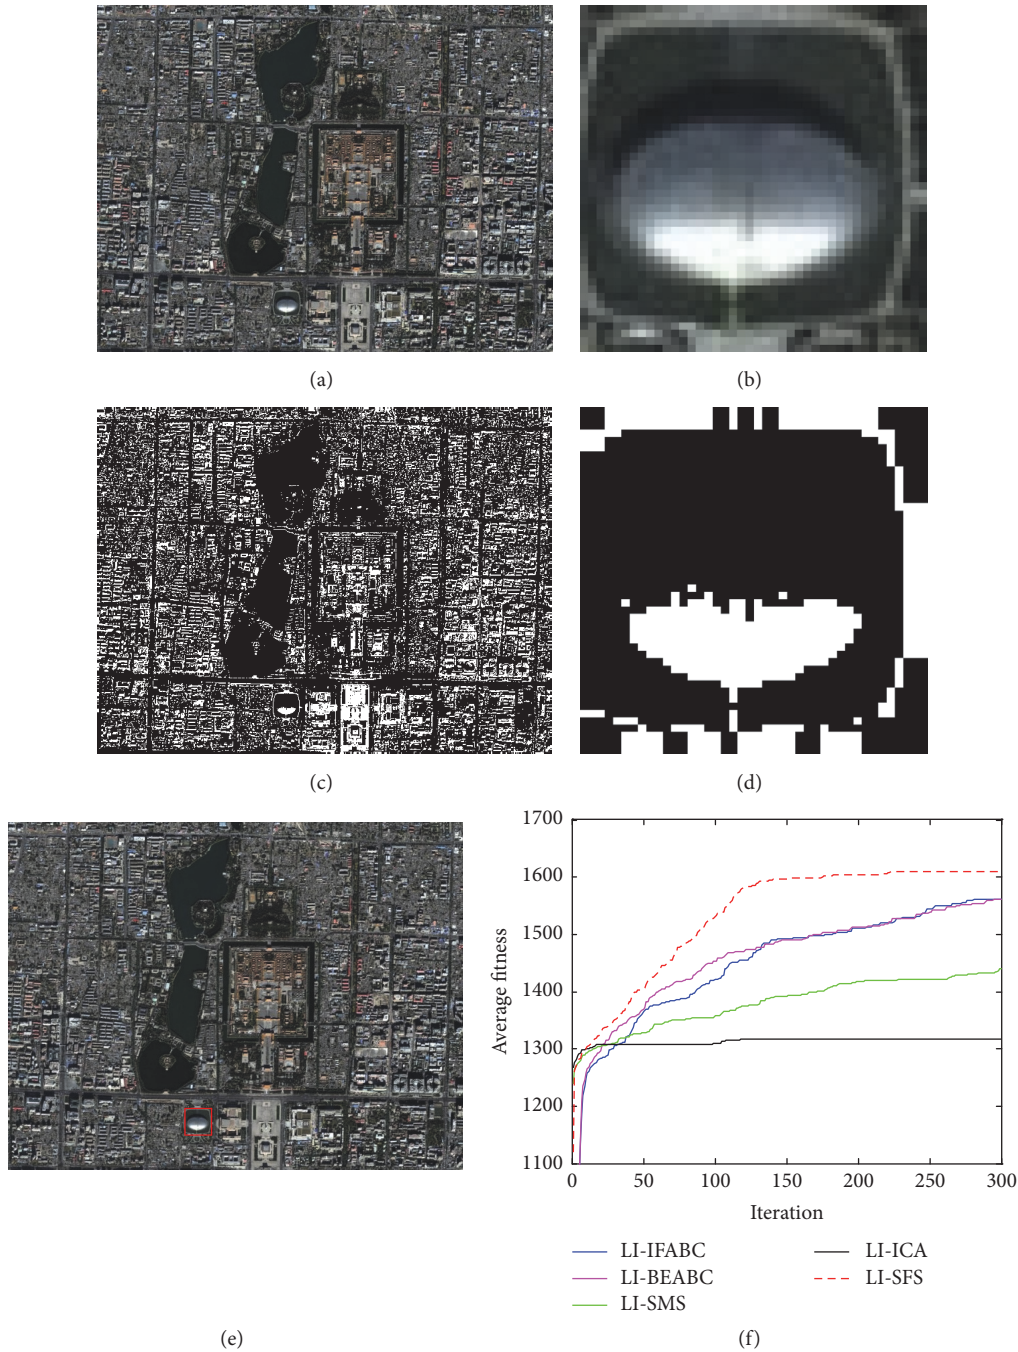 (a)
(b)
(c)
(d)
1700
1600
1500
1400
1300
1200
1100
Average fitness
0
50
100
150
200
250
300
Iteration
LI-IFABC
LI-BEABC
LI-SMS
LI-ICA
LI-SFS
(e)
(f)